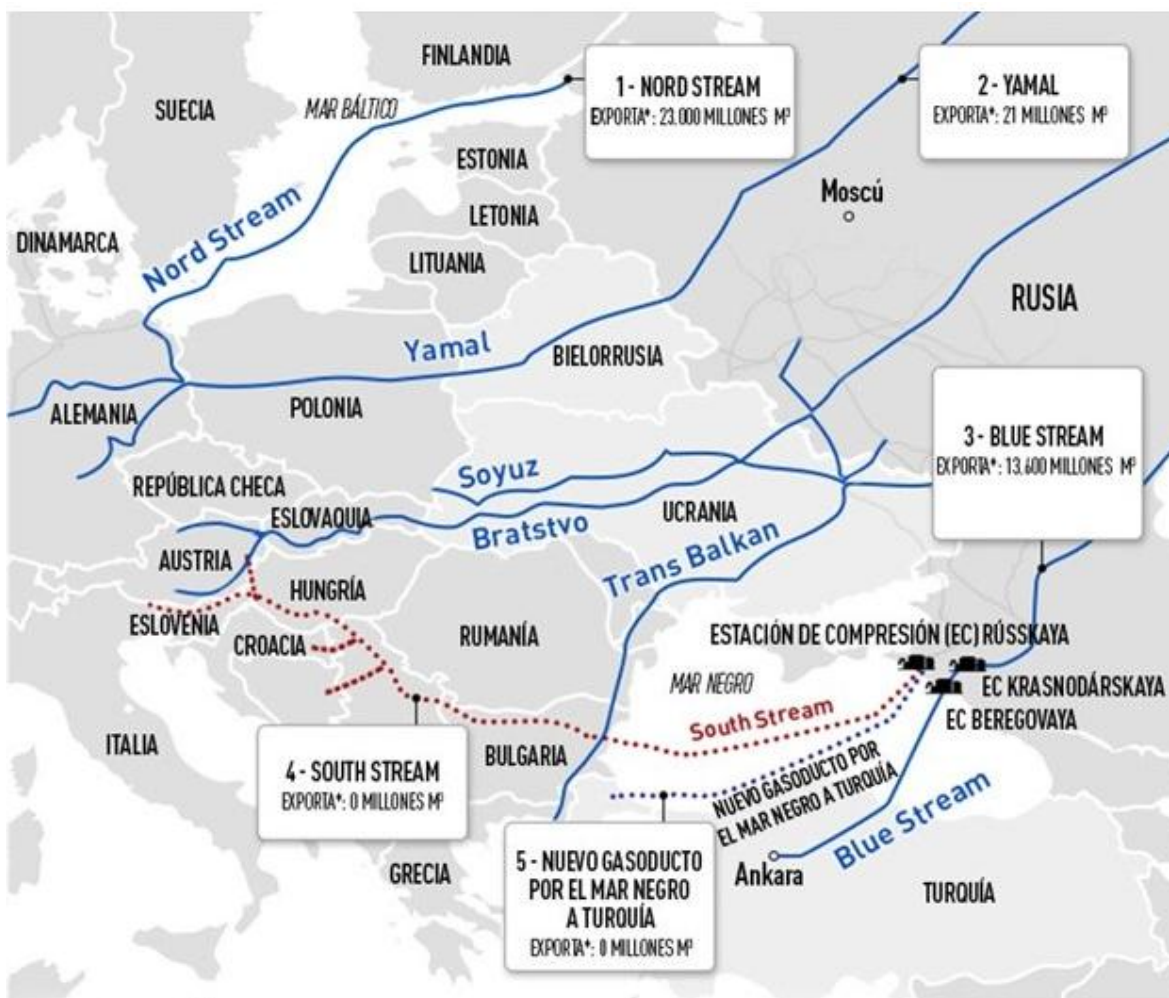 FINLANDIA
1 - NORD STREAM
EXPORTA*: 23.000 MILLONES M³
2 - YAMAL
EXPORTA*: 21 MILLONES M³
SUECIA
MAR BÁLTICO
ESTONIA
Moscú
LETONIA
DINAMARCA
Nord Stream
LITUANIA
RUSIA
Yamal
BIELORRUSIA
ALEMANIA
POLONIA
3 - BLUE STREAM
EXPORTA*: 13.600 MILLONES M³
REPÚBLICA CHECA
Soyuz
ESLOVAQUIA
Bratstvo
UCRANIA
AUSTRIA
Trans Balkan
HUNGRÍA
ESLOVENIA
CROACIA
RUMANÍA
ESTACIÓN DE COMPRESIÓN (EC) RÚSSKAYA
MAR NEGRO
EC KRASNODÁRSKAYA
EC BEREGOVAYA
South Stream
ITALIA
BULGARIA
4 - SOUTH STREAM
EXPORTA*: 0 MILLONES M³
NUEVO GASODUCTO POR
EL MAR NEGRO A TURQUÍA
Blue Stream
5 - NUEVO GASODUCTO
POR EL MAR NEGRO
A TURQUÍA
EXPORTA*: 0 MILLONES M³
GRECIA
Ankara
TURQUÍA